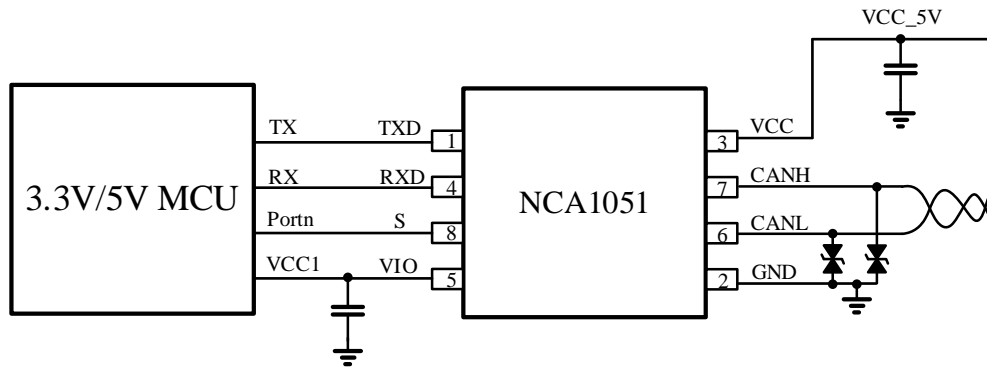 VCC_5V
3.3V/5V MCU
TX TXD 1
RX RXD 4
Portn S 8
VCC1 VIO 5
NCA1051
3 VCC
7 CANH
6 CANL
2 GND